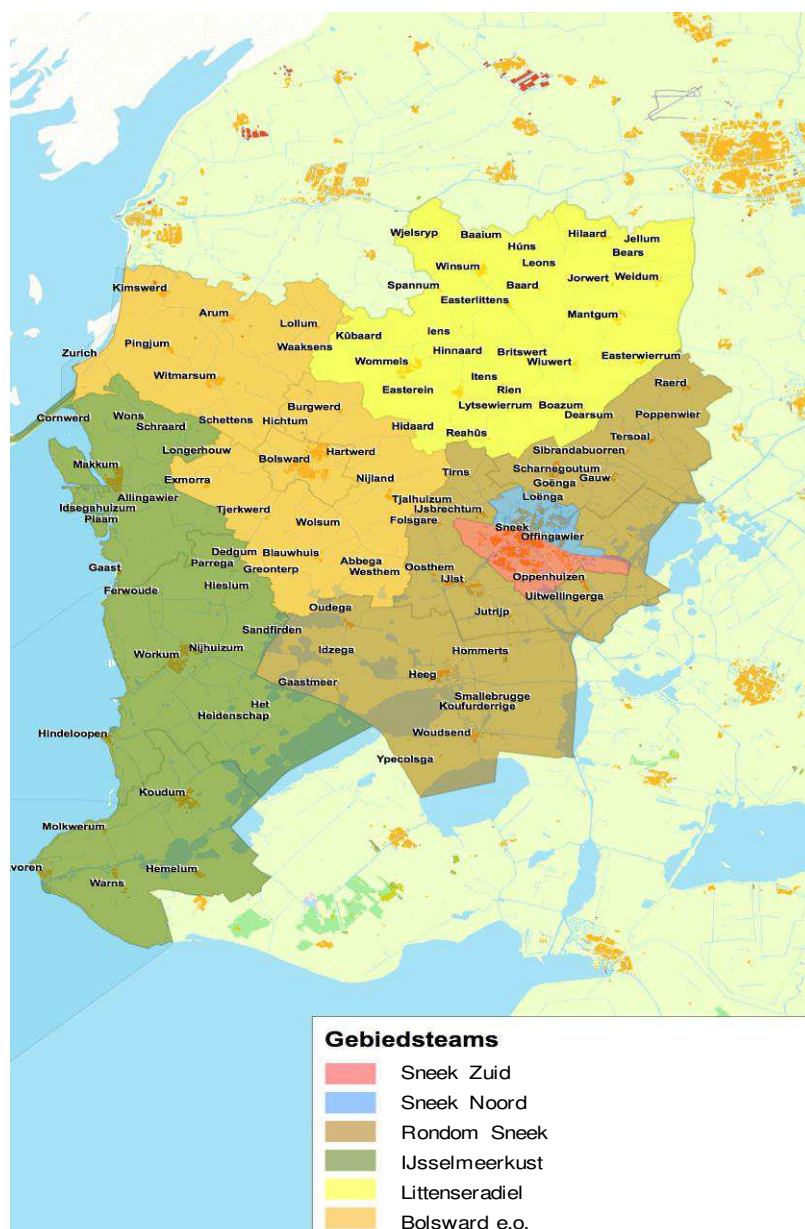 Wjelsryp
Baaium
Húns
Hilaard
Jellum
Bears
Winsum
Leons
Spannum
Baard
Jorwert
Weidum
Easterlittens
Kimswerd
Arum
Lollum
Mantgum
Zurich
Pingjum
Waaksens
Kûbaard
Iens
Hinnaard
Britswert
Wiuwert
Easterwierrum
Wommels
Witmarsum
Itens
Raerd
Easterein
Rien
Burgwerd
Lytsewierrum
Boazum
Dearsum
Poppenwier
Cornwerd
Wons
Schraard
Schettens
Hichtum
Hidaard
Reahûs
Tersoal
Longerhouw
Bolsward
Hartwerd
Sibrandabuorren
Makkum
Exmorra
Nijland
Tirns
Scharnegoutum
Goënga
Gauw
Allingawier
Idsegahuizum
Piaam
Tjerkwerd
Tjalhuizum
IJsbrechtum
Folsgare
Loënga
Wolsum
Sneek
Offingawier
Dedgum
Parrega
Blauwhuis
Greonterp
Abbega
Westhem
Oosthem
IJlst
Oppenhuizen
Gaast
Ferwoude
Hieslum
Uitwellingerga
Oudega
Jutrijp
Sandfirden
Workum
Nijhuizum
Idzega
Hommerts
Gaastmeer
Heeg
Het
Heidenschap
Smallebrugge
Koufurderrige
Hindeloopen
Woudsend
Ypecolsga
Koudum
Molkwerum
avoren
Hemelum
Warns
Gebiedsteams
Sneek Zuid
Sneek Noord
Rondom Sneek
IJsselmeerkust
Littenseradiel
Bolsward e.o.